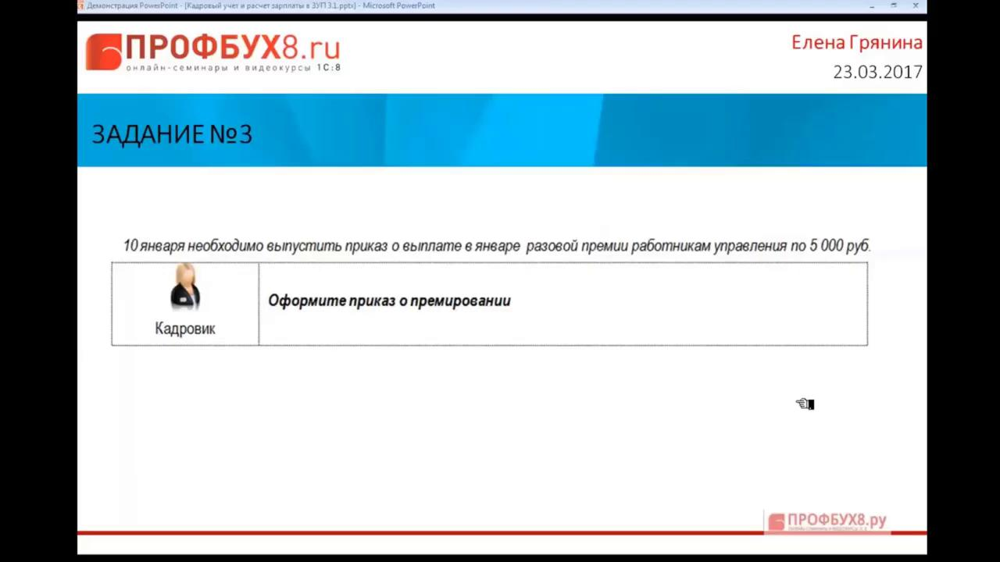 Демонстрация PowerPoint - [Кадровый учет и расчет зарплаты в ЗУП 3.1.pptx] - Microsoft PowerPoint
ПРОФБУХ8.ru
онлайн-семинары и видеокурсы 1С:8
Елена Грянина
23.03.2017
ЗАДАНИЕ №3
10 января необходимо выпустить приказ о выплате в январе разовой премии работникам управления по 5 000 руб.
Оформите приказ о премировании
Кадровик
ПРОФБУХ8.ру